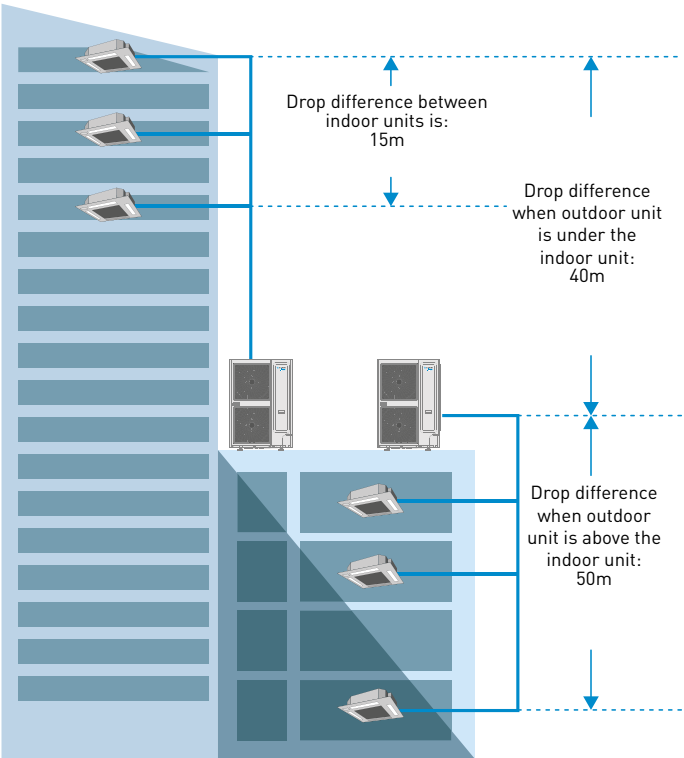 Drop difference between
indoor units is:
15m
Drop difference
when outdoor unit
is under the
indoor unit:
40m
Drop difference
when outdoor
unit is above the
indoor unit:
50m